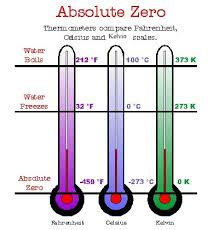 Absolute Zero
Thermometers compare Fahrenheit,
Celsius and Kelvin scales.
Water
Boils
212 °F
100 °C
373 K
Water
Freezes
32 °F
0 °C
273 K
Absolute
Zero
-459 °F
-273 °C
0 K
Fahrenheit
Celsius
Kelvin